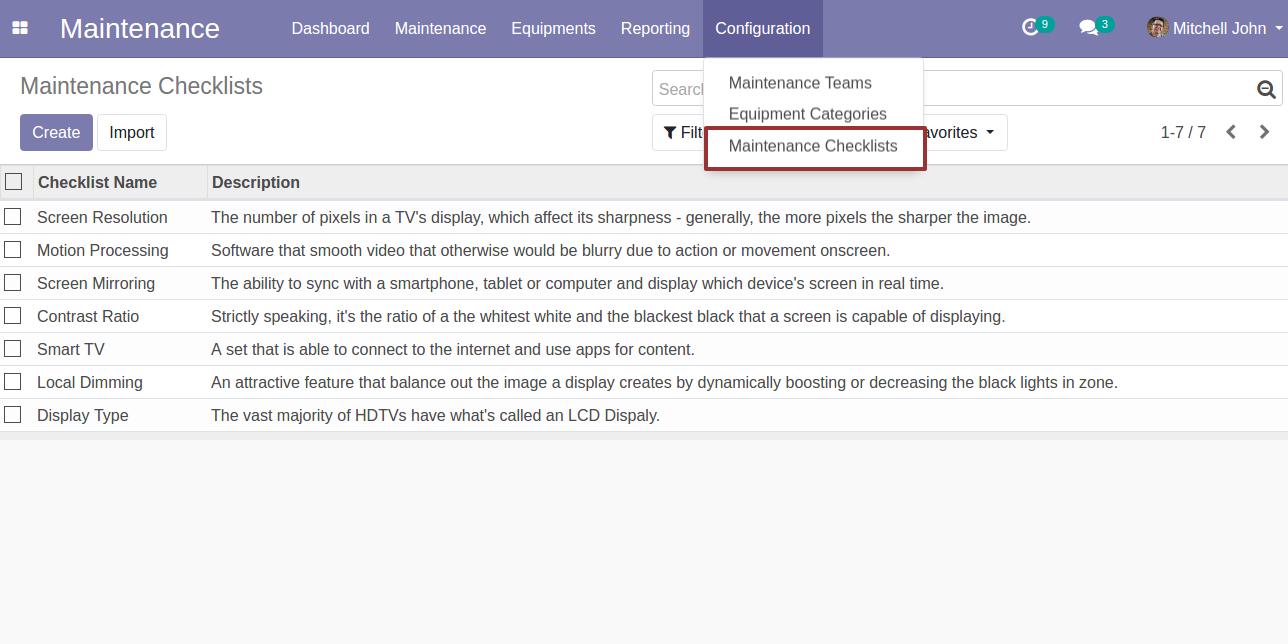 Maintenance Dashboard Maintenance Equipments Reporting Configuration 9 3 Mitchell John
Maintenance Checklists
Maintenance Teams
Equipment Categories
Maintenance Checklists
Create Import 1-7 / 7
Checklist Name Description
Screen Resolution The number of pixels in a TV's display, which affect its sharpness - generally, the more pixels the sharper the image.
Motion Processing Software that smooth video that otherwise would be blurry due to action or movement onscreen.
Screen Mirroring The ability to sync with a smartphone, tablet or computer and display which device's screen in real time.
Contrast Ratio Strictly speaking, it's the ratio of a the whitest white and the blackest black that a screen is capable of displaying.
Smart TV A set that is able to connect to the internet and use apps for content.
Local Dimming An attractive feature that balance out the image a display creates by dynamically boosting or decreasing the black lights in zone.
Display Type The vast majority of HDTVs have what's called an LCD Dispaly.